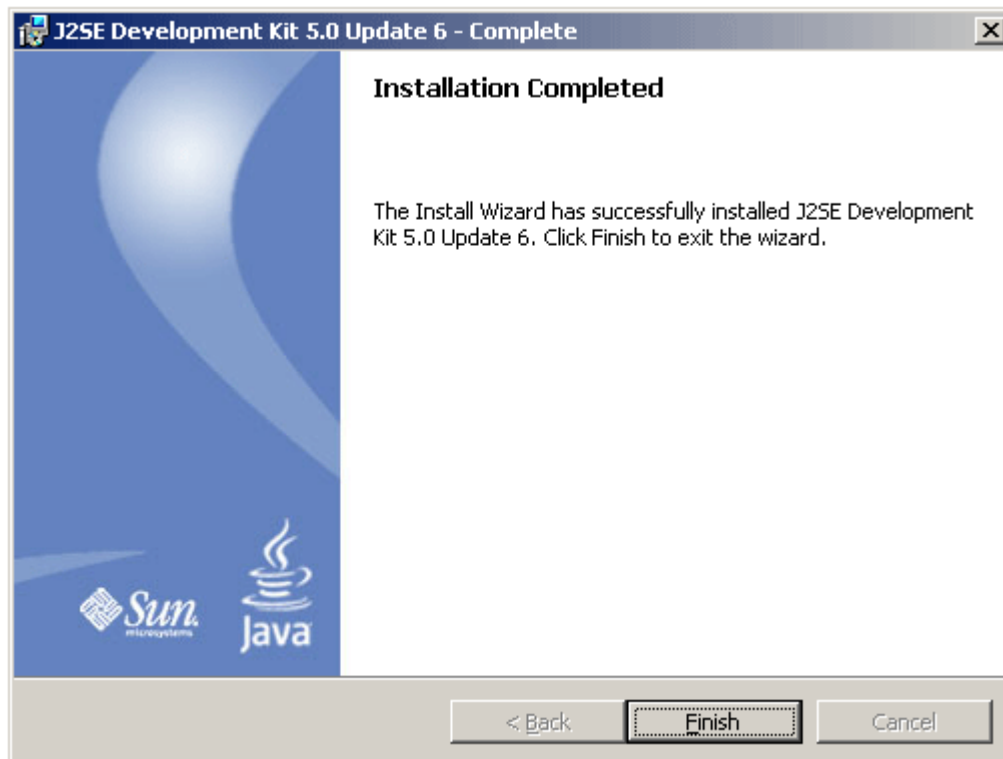 J2SE Development Kit 5.0 Update 6 - Complete
Installation Completed
The Install Wizard has successfully installed J2SE Development
Kit 5.0 Update 6. Click Finish to exit the wizard.
Sun
microsystems
Java
< Back
Finish
Cancel